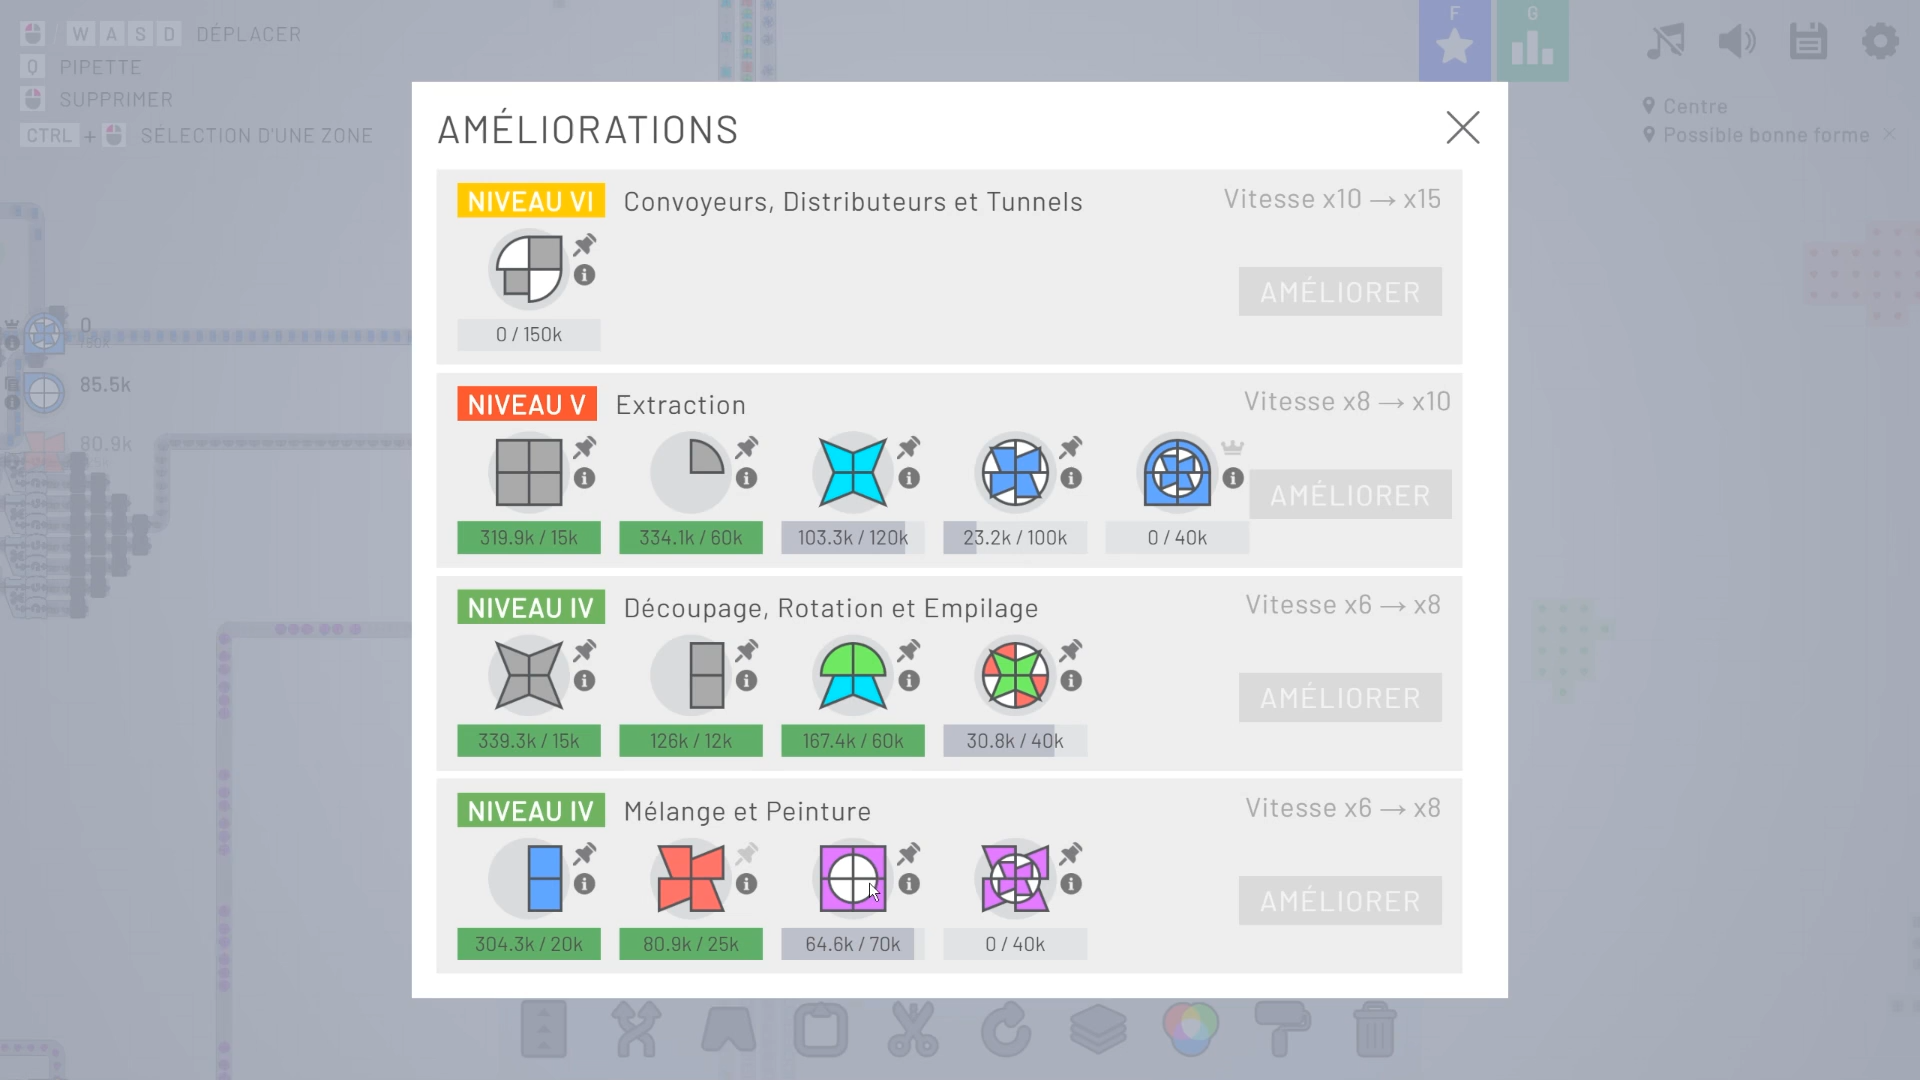 W A S D DÉPLACER
Q PIPETTE
SUPPRIMER
CTRL + SÉLECTION D'UNE ZONE
F
G
Centre
Possible bonne forme
0
85.5k
80.9k
AMÉLIORATIONS
NIVEAU VI Convoyeurs, Distributeurs et Tunnels Vitesse x10 → x15
AMÉLIORER
0 / 150k
NIVEAU V Extraction Vitesse x8 → x10
AMÉLIORER
319.9k / 15k 334.1k / 60k 103.3k / 120k 23.2k / 100k 0 / 40k
NIVEAU IV Découpage, Rotation et Empilage Vitesse x6 → x8
AMÉLIORER
339.3k / 15k 126k / 12k 167.4k / 60k 30.8k / 40k
NIVEAU IV Mélange et Peinture Vitesse x6 → x8
AMÉLIORER
304.3k / 20k 80.9k / 25k 64.6k / 70k 0 / 40k